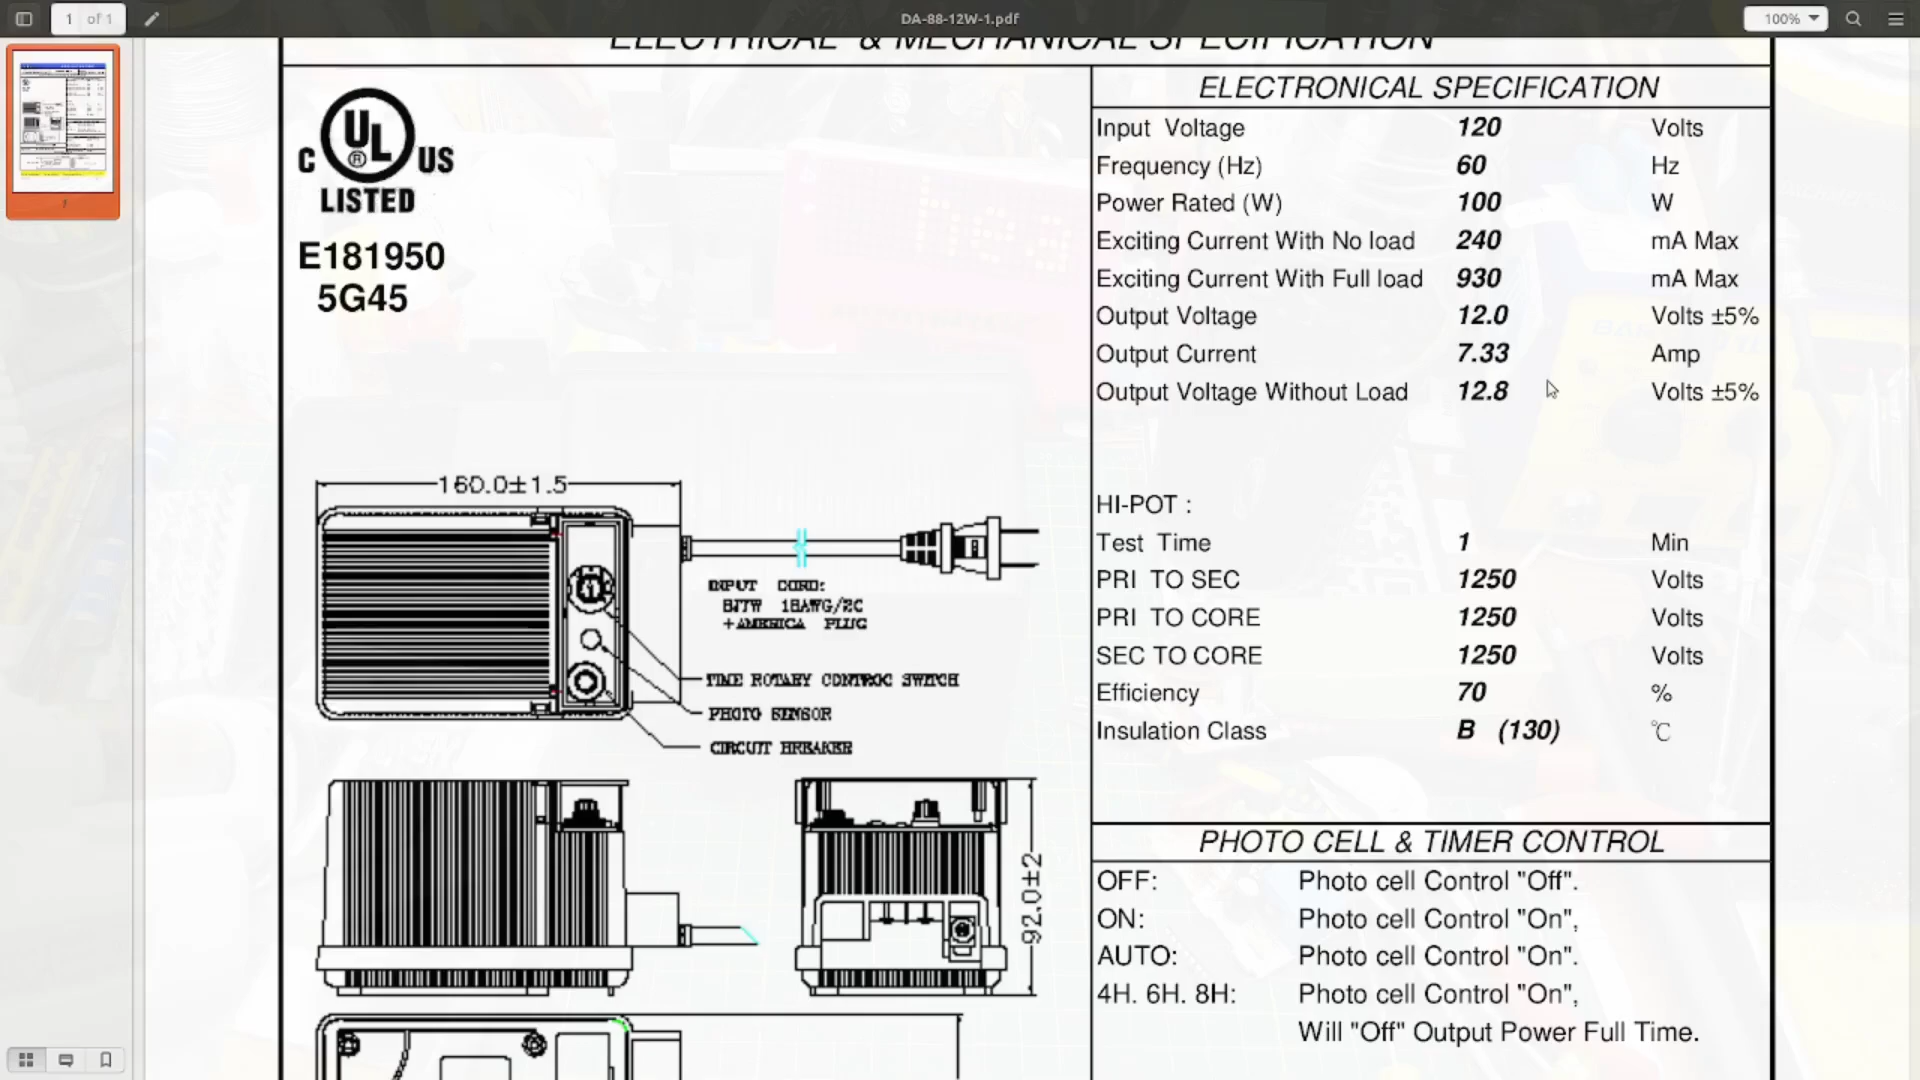 1 of 1
DA-88-12W-1.pdf
100%
ELECTRICAL & MECHANICAL SPECIFICATION
C UL ® US
LISTED
E181950
5G45
ELECTRONICAL SPECIFICATION
Input Voltage 120 Volts
Frequency (Hz) 60 Hz
Power Rated (W) 100 W
Exciting Current With No load 240 mA Max
Exciting Current With Full load 930 mA Max
Output Voltage 12.0 Volts ±5%
Output Current 7.33 Amp
Output Voltage Without Load 12.8 Volts ±5%
HI-POT :
Test Time 1 Min
PRI TO SEC 1250 Volts
PRI TO CORE 1250 Volts
SEC TO CORE 1250 Volts
Efficiency 70 %
Insulation Class B (130) ℃
160.0±1.5
INPUT CORD:
18AWG/2C
+AMERICA PLUG
TIME ROTARY CONTROC SWITCH
PHOTO SENSOR
CIRCUIT BREAKER
92.0±2
PHOTO CELL & TIMER CONTROL
OFF: Photo cell Control "Off".
ON: Photo cell Control "On",
AUTO: Photo cell Control "On".
4H. 6H. 8H: Photo cell Control "On",
Will "Off" Output Power Full Time.
1